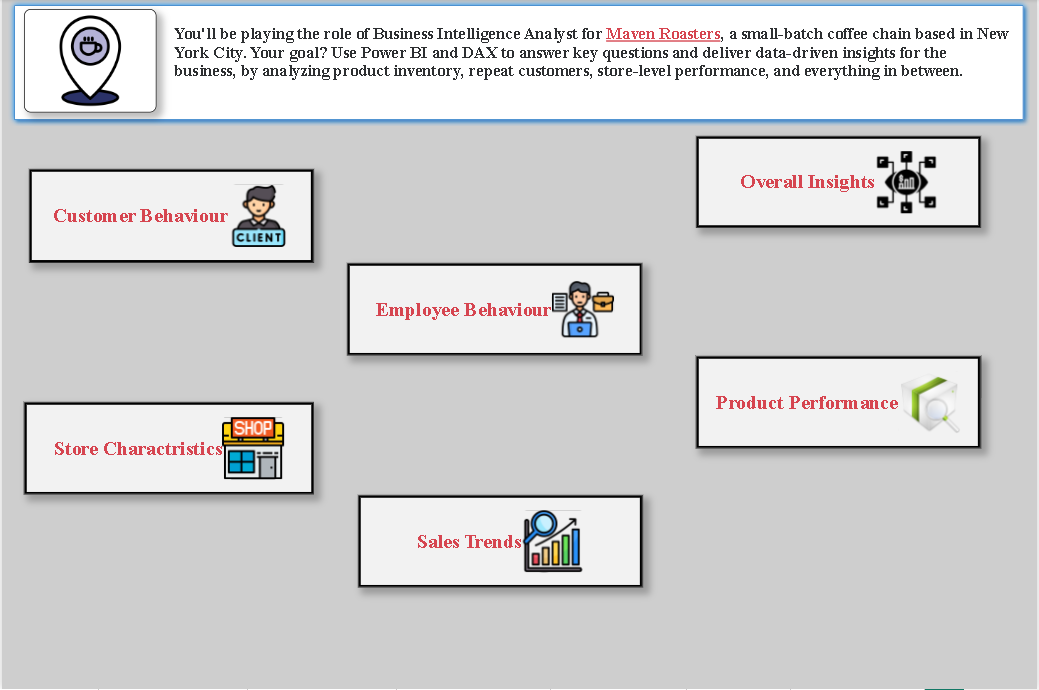 You'll be playing the role of Business Intelligence Analyst for Maven Roasters, a small-batch coffee chain based in New
York City. Your goal? Use Power BI and DAX to answer key questions and deliver data-driven insights for the
business, by analyzing product inventory, repeat customers, store-level performance, and everything in between.
Overall Insights
Customer Behaviour
CLIENT
Employee Behaviour
Product Performance
SHOP
Store Charactristics
Sales Trends